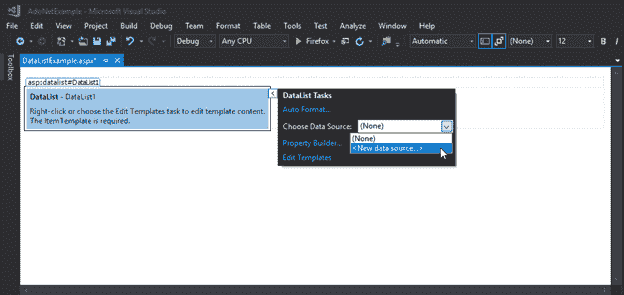 AdoNetExample - Microsoft Visual Studio
File Edit View Project Build Debug Team Format Table Tools Test Analyze Window Help
Debug Any CPU Firefox Automatic (None) 12 B I
Toolbox
DataListExample.aspx*
asp:datalist#DataList1
DataList - DataList1
Right-click or choose the Edit Templates task to edit template content.
The ItemTemplate is required.
DataList Tasks
Auto Format...
Choose Data Source: (None)
(None)
Property Builder...
<New data source...>
Edit Templates